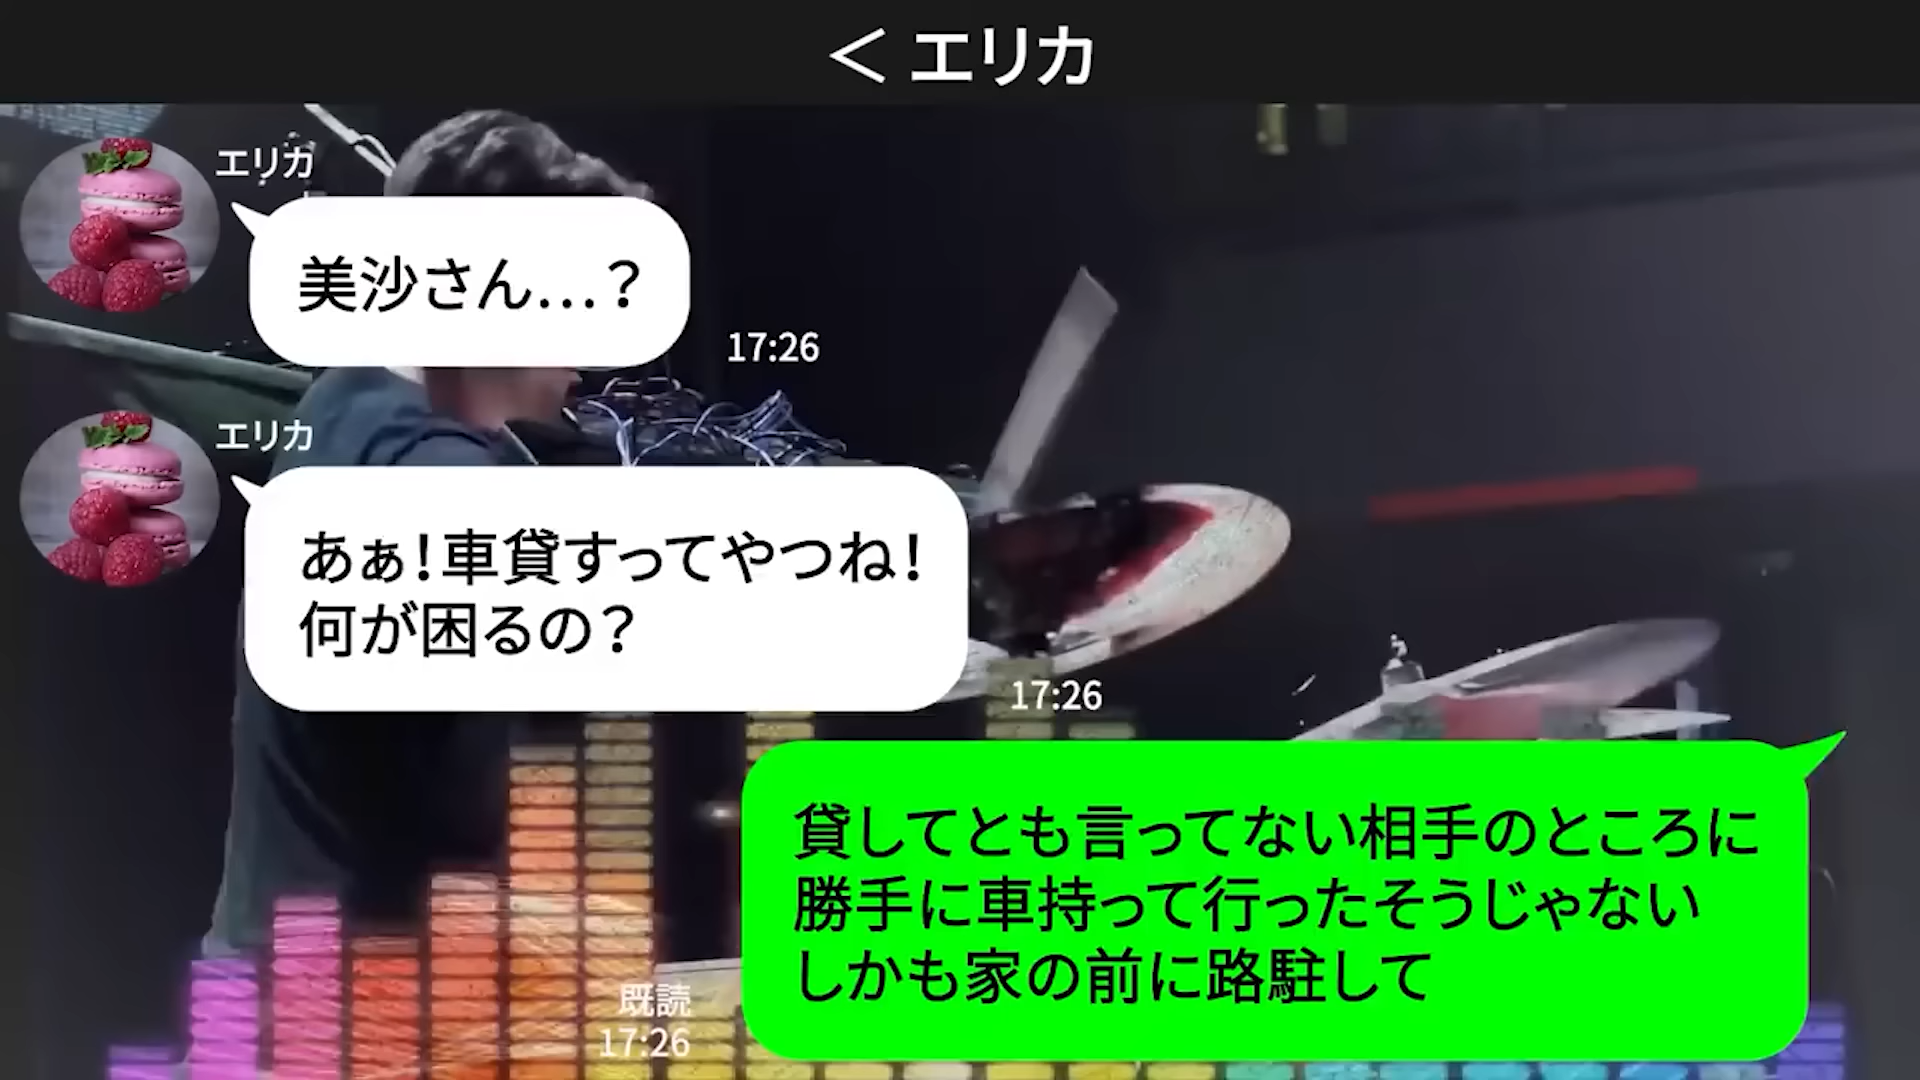 ＜ エリカ
エリカ
美沙さん…？
17:26
エリカ
あぁ！車貸すってやつね！
何が困るの？
17:26
貸してとも言ってない相手のところに
勝手に車持って行ったそうじゃない
しかも家の前に路駐して
既読
17:26